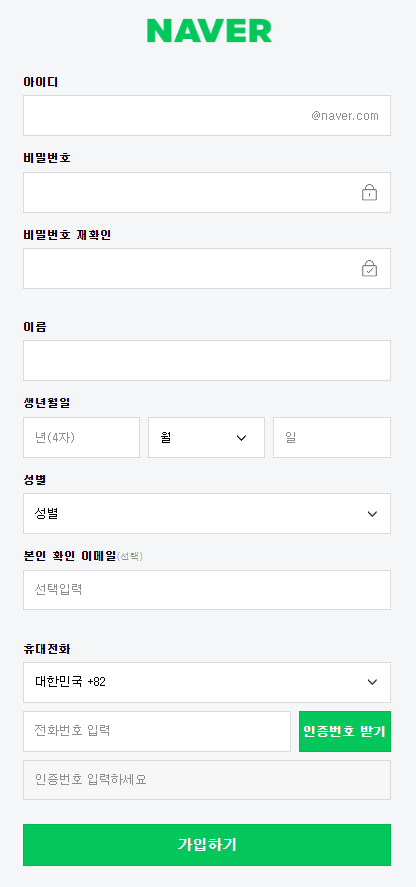 NAVER
아이디
@naver.com
비밀번호
비밀번호 재확인
이름
생년월일
년(4자) 월 일
성별
성별
본인 확인 이메일(선택)
선택입력
휴대전화
대한민국 +82
전화번호 입력 인증번호 받기
인증번호 입력하세요
가입하기